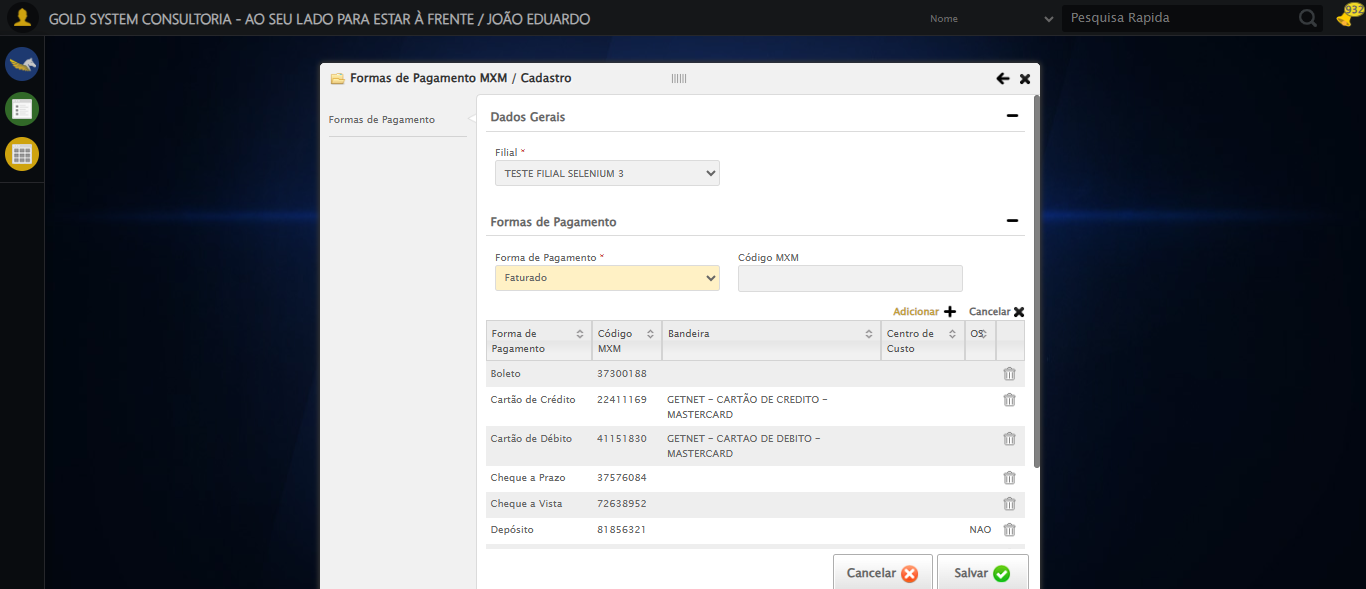 GOLD SYSTEM CONSULTORIA - AO SEU LADO PARA ESTAR À FRENTE / JOÃO EDUARDO
Nome
Pesquisa Rapida
932
Formas de Pagamento MXM / Cadastro
Formas de Pagamento
Dados Gerais
Filial *
TESTE FILIAL SELENIUM 3
Formas de Pagamento
Forma de Pagamento * Código MXM
Faturado
Adicionar Cancelar
Forma de Pagamento Código MXM Bandeira Centro de Custo OS
Boleto 37300188
Cartão de Crédito 22411169 GETNET - CARTÃO DE CREDITO -
MASTERCARD
Cartão de Débito 41151830 GETNET - CARTAO DE DEBITO -
MASTERCARD
Cheque a Prazo 37576084
Cheque a Vista 72638952
Depósito 81856321 NAO
Cancelar Salvar